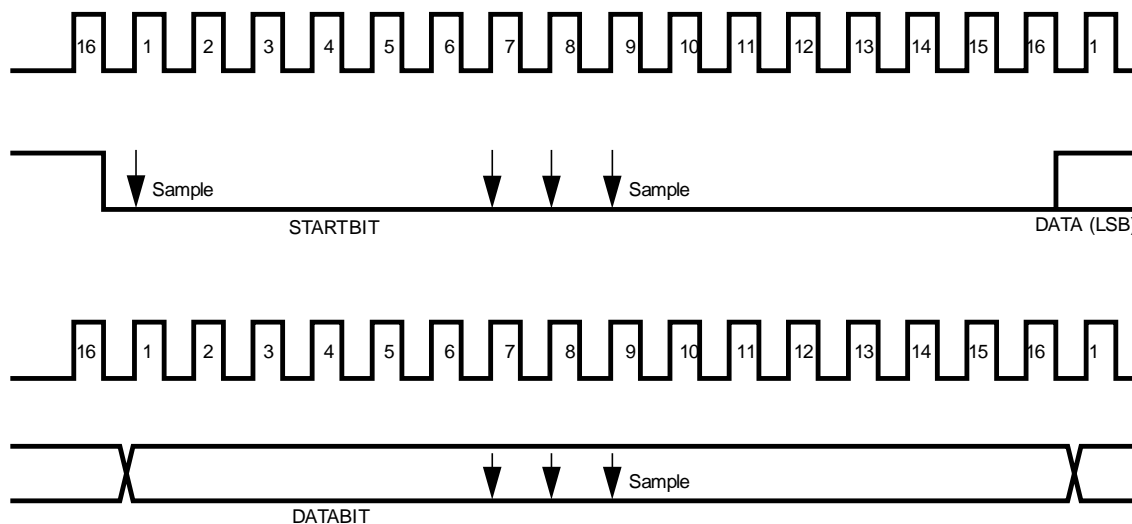 16 1 2 3 4 5 6 7 8 9 10 11 12 13 14 15 16 1
Sample Sample
STARTBIT DATA (LSB)
16 1 2 3 4 5 6 7 8 9 10 11 12 13 14 15 16 1
Sample
DATABIT